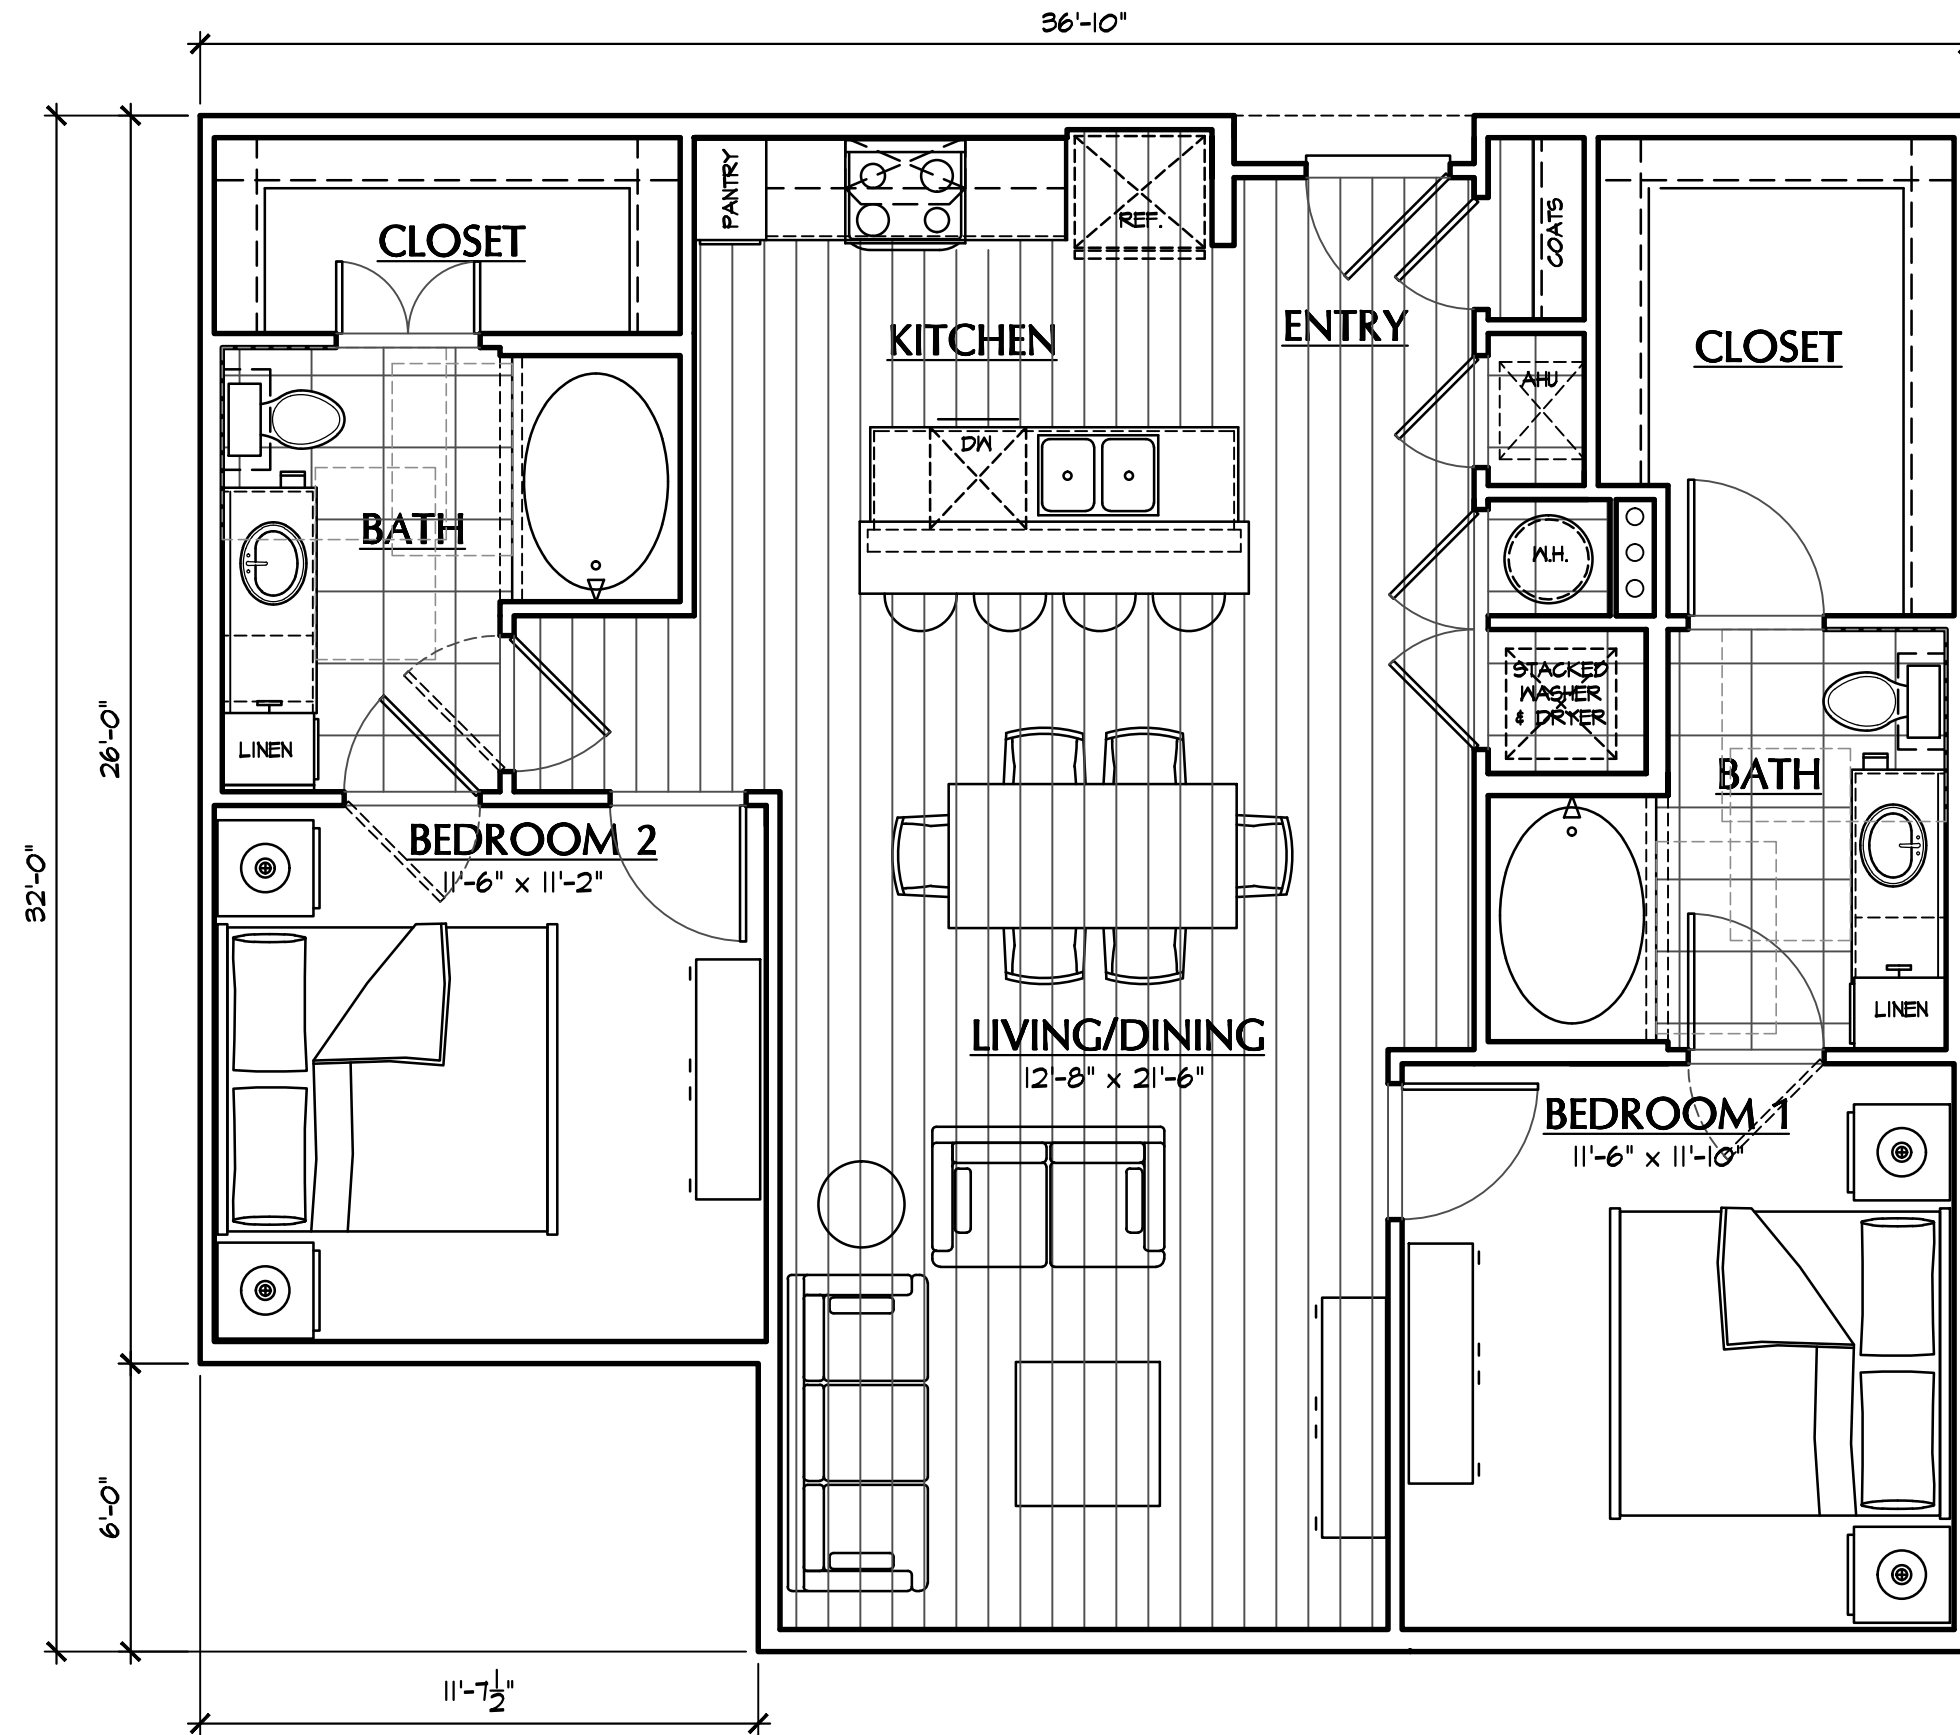 36'-10"
PANTRY
REF.
COATS
CLOSET
KITCHEN
ENTRY
CLOSET
AHU
DW
BATH
W.H.
STACKED
WASHER
& DRYER
26'-0"
LINEN
BATH
BEDROOM 2
11'-6" x 11'-2"
32'-0"
LINEN
LIVING/DINING
12'-8" x 21'-6"
BEDROOM 1
11'-6" x 11'-10"
6'-0"
11'-7 1/2"